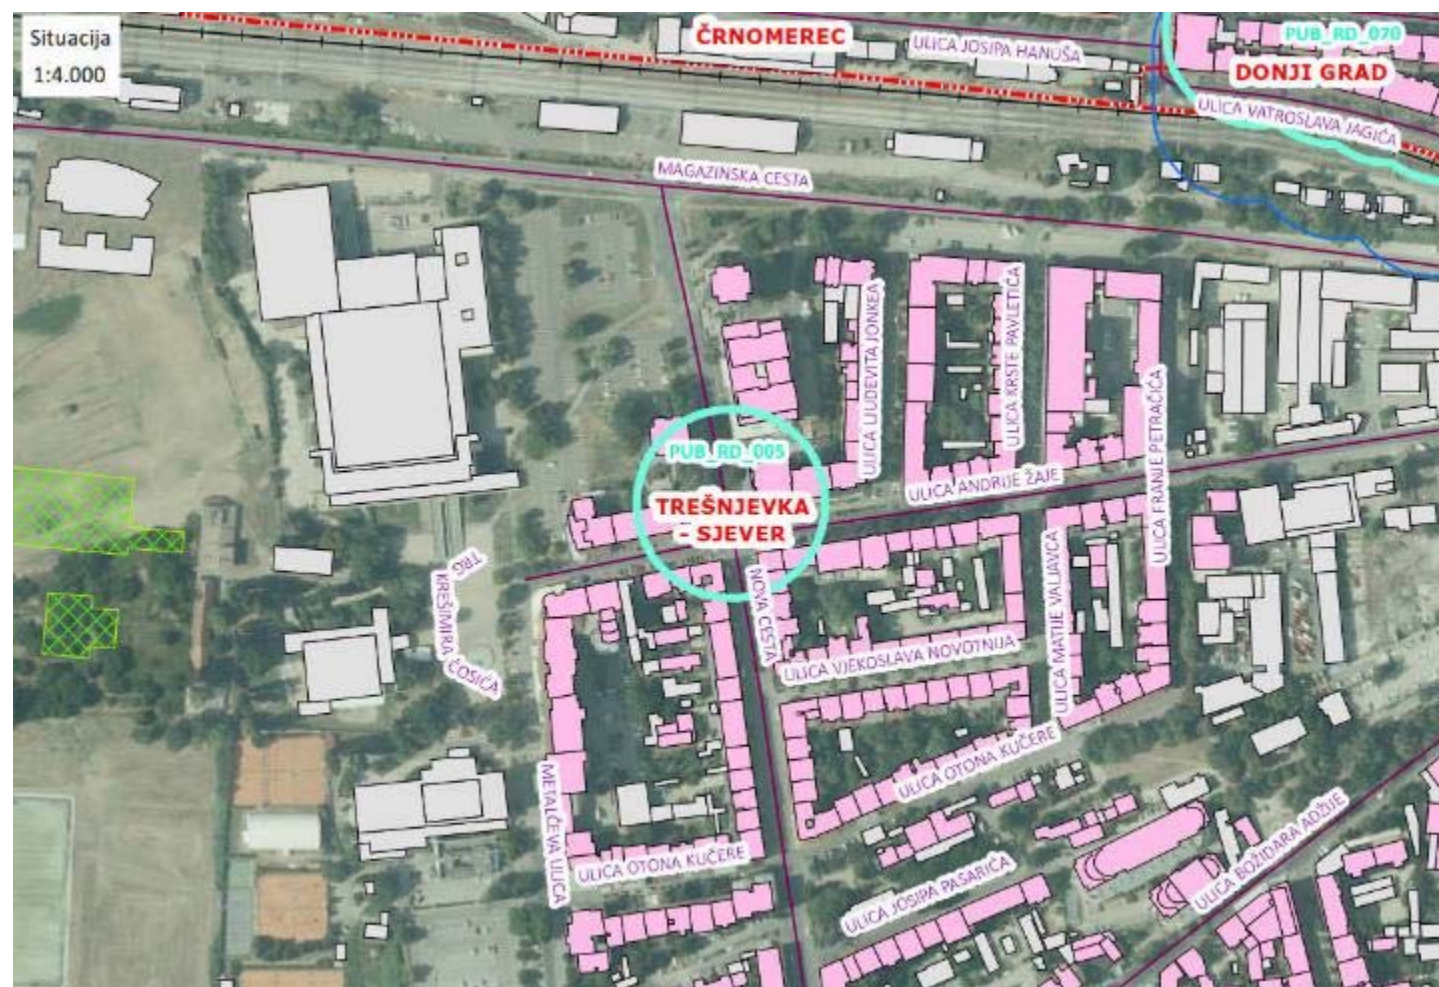 Situacija
1:4.000
ČRNOMEREC
ULICA JOSIPA HANUŠA
PUB_RD_070
DONJI GRAD
ULICA VATROSLAVA JAGIĆA
MAGAZINSKA CESTA
ULICA LJUDEVITA JONKEA
ULICA KRSTE PAVLETIĆA
ULICA FRANJE PETRAČIĆA
PUB_RD_005
ULICA ANDRIJE ŽAJE
TREŠNJEVKA
- SJEVER
TRG
KREŠIMIRA ĆOSIĆA
NOVA CESTA
ULICA MATIJE VALJAVCA
ULICA VJEKOSLAVA NOVOTNIJA
ULICA OTONA KUČERE
METALČEVA ULICA
ULICA OTONA KUČERE
ULICA JOSIPA PASARIĆA
ULICA BOŽIDARA ADŽIJE